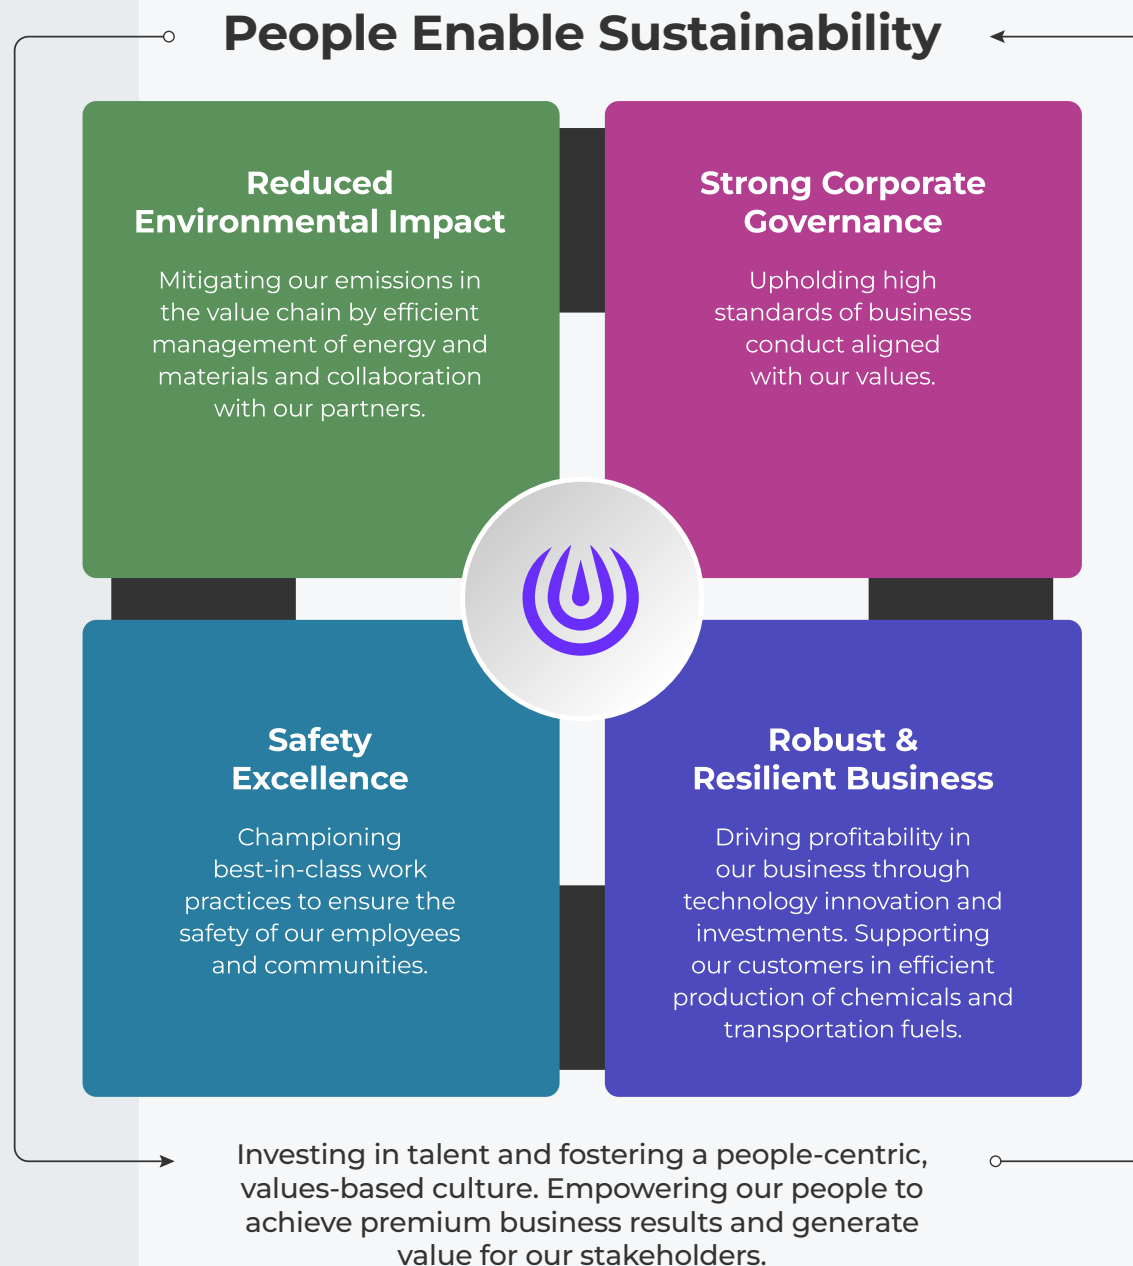 People Enable Sustainability
Reduced
Environmental Impact
Mitigating our emissions in
the value chain by efficient
management of energy and
materials and collaboration
with our partners.
Strong Corporate
Governance
Upholding high
standards of business
conduct aligned
with our values.
Safety
Excellence
Championing
best-in-class work
practices to ensure the
safety of our employees
and communities.
Robust &
Resilient Business
Driving profitability in
our business through
technology innovation and
investments. Supporting
our customers in efficient
production of chemicals and
transportation fuels.
Investing in talent and fostering a people-centric,
values-based culture. Empowering our people to
achieve premium business results and generate
value for our stakeholders.